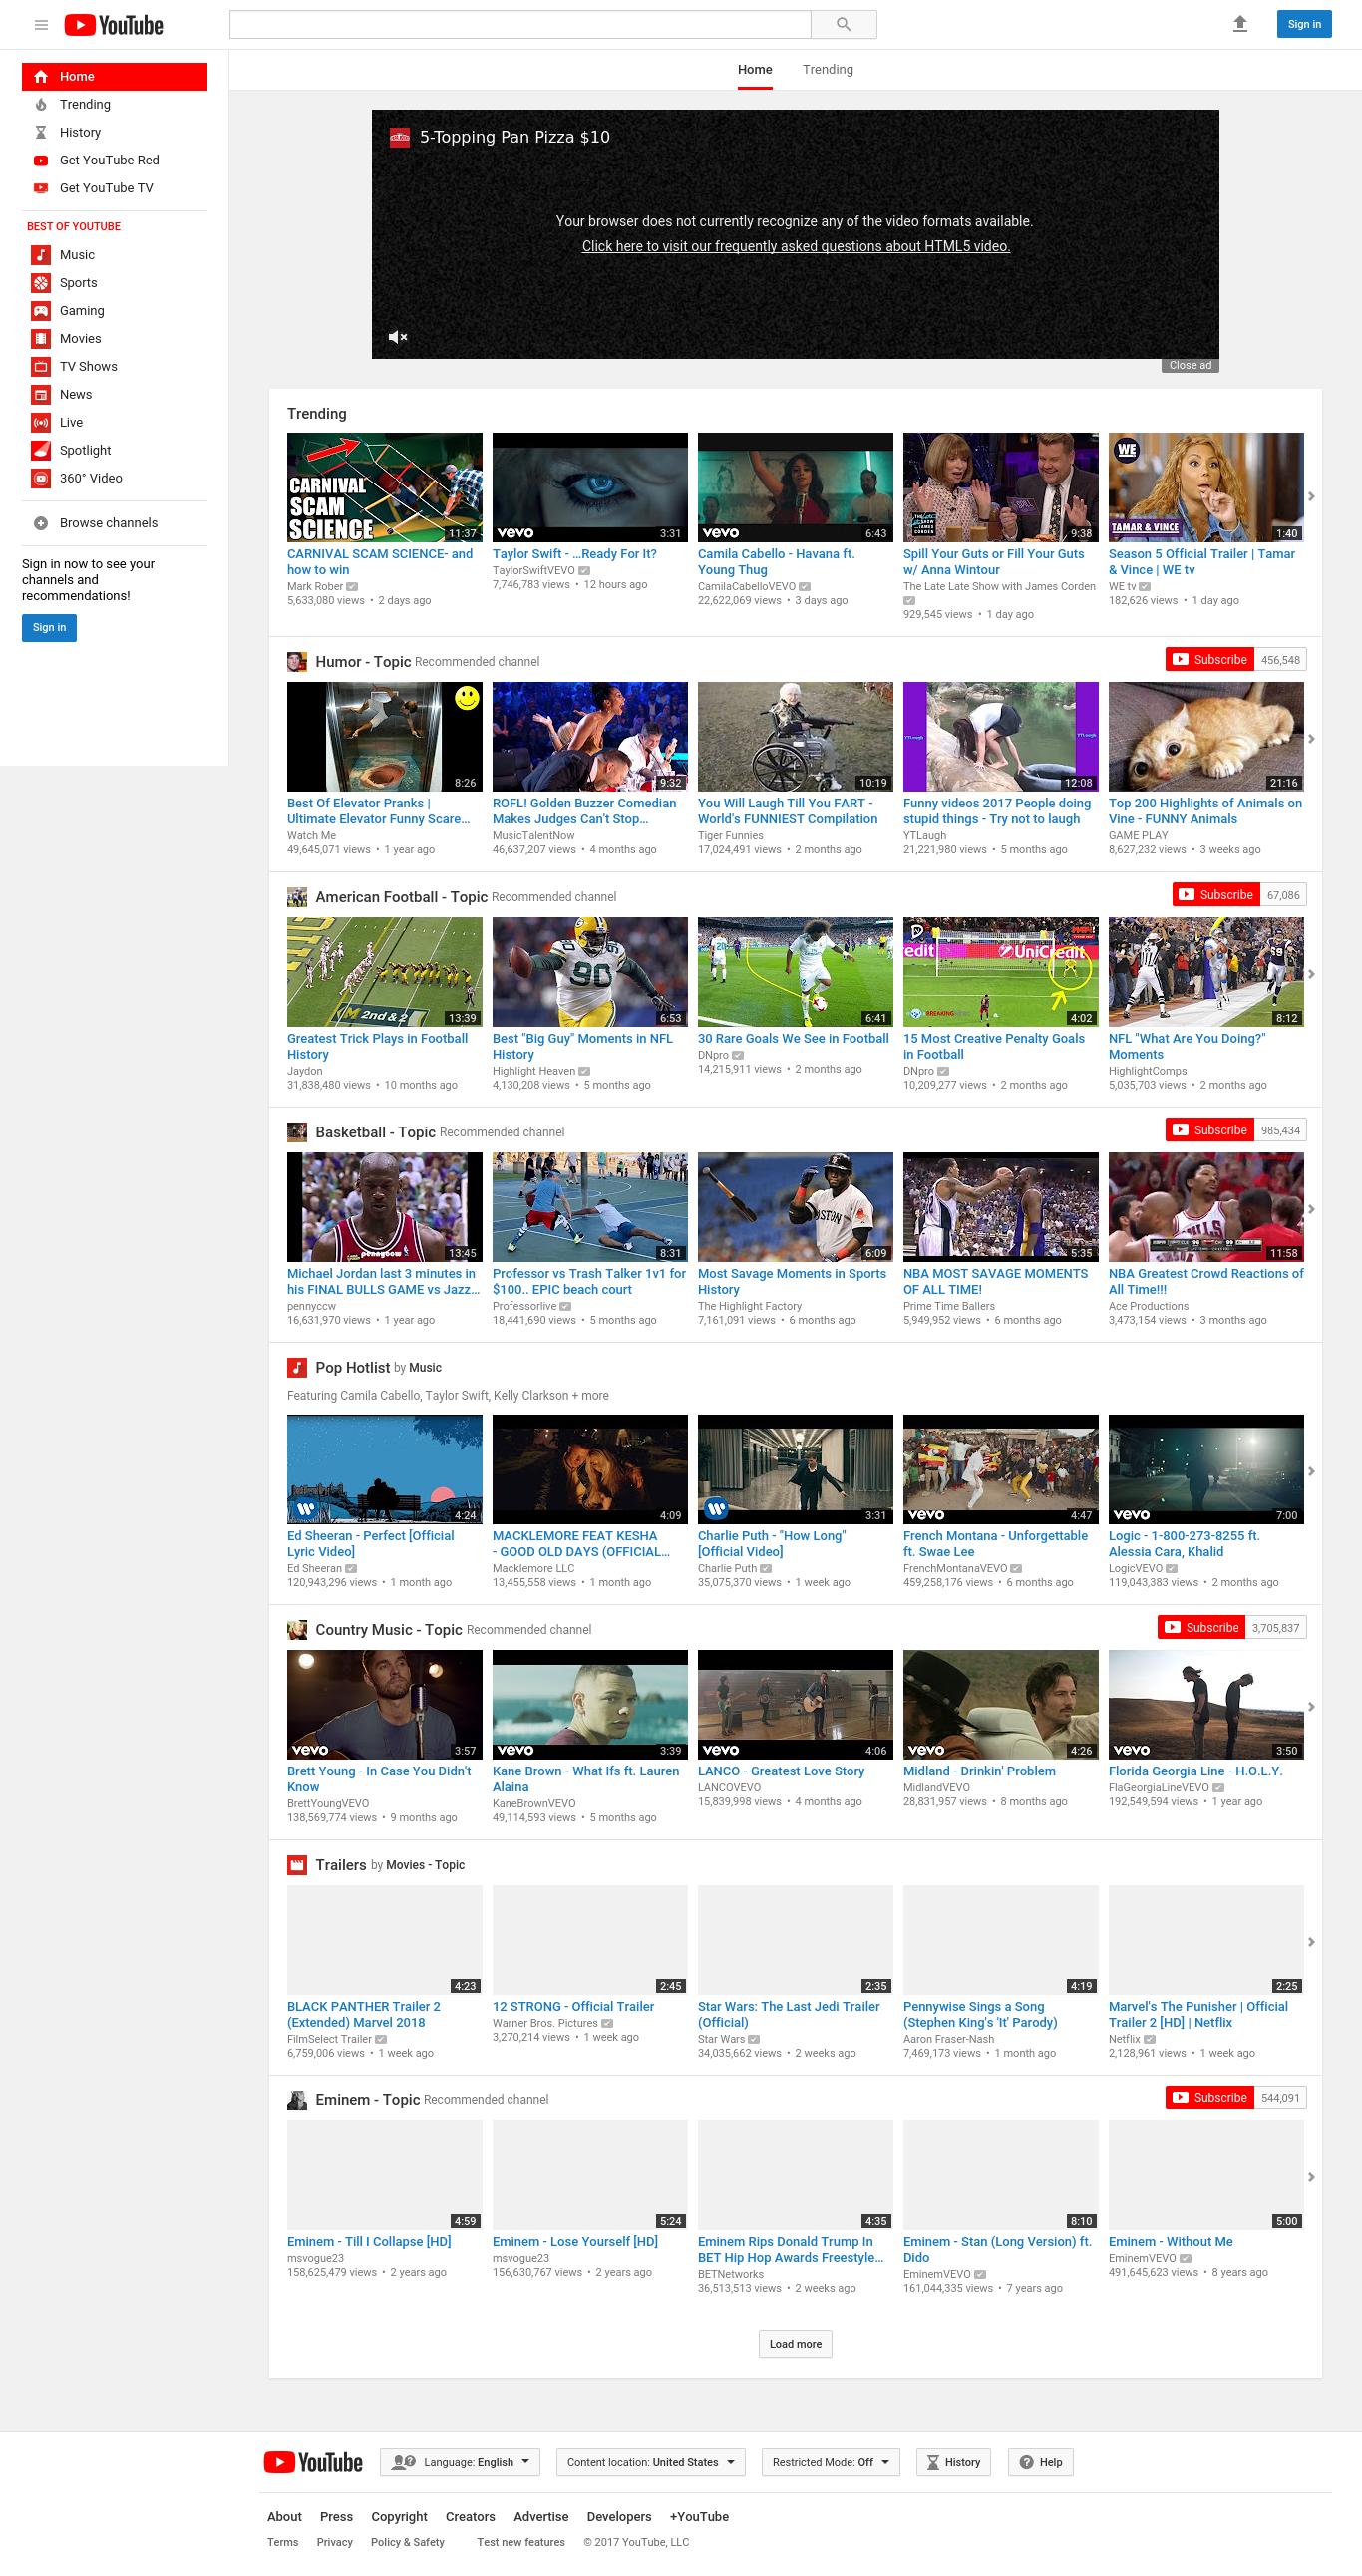 YouTube
Sign in
Home
Trending
History
Get YouTube Red
Get YouTube TV
BEST OF YOUTUBE
Music
Sports
Gaming
Movies
TV Shows
News
Live
Spotlight
360° Video
Browse channels
Sign in now to see your
channels and
recommendations!
Sign in
Home Trending
5-Topping Pan Pizza $10
Your browser does not currently recognize any of the video formats available.
Click here to visit our frequently asked questions about HTML5 video.
Close ad
Trending
CARNIVAL
SCAM
SCIENCE
11:37
vevo 3:31
vevo 6:43
9:38
WE
TAMAR & VINCE
1:40
CARNIVAL SCAM SCIENCE- and
how to win
Mark Rober
5,633,080 views • 2 days ago
Taylor Swift - ...Ready For It?
TaylorSwiftVEVO
7,746,783 views • 12 hours ago
Camila Cabello - Havana ft.
Young Thug
CamilaCabelloVEVO
22,622,069 views • 3 days ago
Spill Your Guts or Fill Your Guts
w/ Anna Wintour
The Late Late Show with James Corden
929,545 views • 1 day ago
Season 5 Official Trailer | Tamar
& Vince | WE tv
WE tv
182,626 views • 1 day ago
Humor - Topic Recommended channel
Subscribe 456,548
8:26
9:32
10:19
12:08
21:16
Best Of Elevator Pranks |
Ultimate Elevator Funny Scare...
Watch Me
49,645,071 views • 1 year ago
ROFL! Golden Buzzer Comedian
Makes Judges Can't Stop...
MusicTalentNow
46,637,207 views • 4 months ago
You Will Laugh Till You FART -
World's FUNNIEST Compilation
Tiger Funnies
17,024,491 views • 2 months ago
Funny videos 2017 People doing
stupid things - Try not to laugh
YTLaugh
21,221,980 views • 5 months ago
Top 200 Highlights of Animals on
Vine - FUNNY Animals
GAME PLAY
8,627,232 views • 3 weeks ago
American Football - Topic Recommended channel
Subscribe 67,086
2nd & 2
13:39
90
6:53
6:41
edit UniCredit
4:02
8:12
Greatest Trick Plays in Football
History
Jaydon
31,838,480 views • 10 months ago
Best "Big Guy" Moments in NFL
History
Highlight Heaven
4,130,208 views • 5 months ago
30 Rare Goals We See in Football
DNpro
14,215,911 views • 2 months ago
15 Most Creative Penalty Goals
in Football
DNpro
10,209,277 views • 2 months ago
NFL "What Are You Doing?"
Moments
HighlightComps
5,035,703 views • 2 months ago
Basketball - Topic Recommended channel
Subscribe 985,434
pennyccw
13:45
8:31
6:09
5:35
11:58
Michael Jordan last 3 minutes in
his FINAL BULLS GAME vs Jazz...
pennyccw
16,631,970 views • 1 year ago
Professor vs Trash Talker 1v1 for
$100.. EPIC beach court
Professorlive
18,441,690 views • 5 months ago
Most Savage Moments in Sports
History
The Highlight Factory
7,161,091 views • 6 months ago
NBA MOST SAVAGE MOMENTS
OF ALL TIME!
Prime Time Ballers
5,949,952 views • 6 months ago
NBA Greatest Crowd Reactions of
All Time!!!
Ace Productions
3,473,154 views • 3 months ago
Pop Hotlist by Music
Featuring Camila Cabello, Taylor Swift, Kelly Clarkson + more
4:24
4:09
3:31
vevo 4:47
vevo 7:00
Ed Sheeran - Perfect [Official
Lyric Video]
Ed Sheeran
120,943,296 views • 1 month ago
MACKLEMORE FEAT KESHA
- GOOD OLD DAYS (OFFICIAL...
Macklemore LLC
13,455,558 views • 1 month ago
Charlie Puth - "How Long"
[Official Video]
Charlie Puth
35,075,370 views • 1 week ago
French Montana - Unforgettable
ft. Swae Lee
FrenchMontanaVEVO
459,258,176 views • 6 months ago
Logic - 1-800-273-8255 ft.
Alessia Cara, Khalid
LogicVEVO
119,043,383 views • 2 months ago
Country Music - Topic Recommended channel
Subscribe 3,705,837
vevo 3:57
vevo 3:39
vevo 4:06
vevo 4:26
vevo 3:50
Brett Young - In Case You Didn't
Know
BrettYoungVEVO
138,569,774 views • 9 months ago
Kane Brown - What Ifs ft. Lauren
Alaina
KaneBrownVEVO
49,114,593 views • 5 months ago
LANCO - Greatest Love Story
LANCOVEVO
15,839,998 views • 4 months ago
Midland - Drinkin' Problem
MidlandVEVO
28,831,957 views • 8 months ago
Florida Georgia Line - H.O.L.Y.
FlaGeorgiaLineVEVO
192,549,594 views • 1 year ago
Trailers by Movies - Topic
4:23
2:45
2:35
4:19
2:25
BLACK PANTHER Trailer 2
(Extended) Marvel 2018
FilmSelect Trailer
6,759,006 views • 1 week ago
12 STRONG - Official Trailer
Warner Bros. Pictures
3,270,214 views • 1 week ago
Star Wars: The Last Jedi Trailer
(Official)
Star Wars
34,035,662 views • 2 weeks ago
Pennywise Sings a Song
(Stephen King's 'It' Parody)
Aaron Fraser-Nash
7,469,173 views • 1 month ago
Marvel's The Punisher | Official
Trailer 2 [HD] | Netflix
Netflix
2,128,961 views • 1 week ago
Eminem - Topic Recommended channel
Subscribe 544,091
4:59
5:24
4:35
8:10
5:00
Eminem - Till I Collapse [HD]
msvogue23
158,625,479 views • 2 years ago
Eminem - Lose Yourself [HD]
msvogue23
156,630,767 views • 2 years ago
Eminem Rips Donald Trump In
BET Hip Hop Awards Freestyle...
BETNetworks
36,513,513 views • 2 weeks ago
Eminem - Stan (Long Version) ft.
Dido
EminemVEVO
161,044,335 views • 7 years ago
Eminem - Without Me
EminemVEVO
491,645,623 views • 8 years ago
Load more
YouTube
Language: English
Content location: United States
Restricted Mode: Off
History
Help
About Press Copyright Creators Advertise Developers +YouTube
Terms Privacy Policy & Safety Test new features © 2017 YouTube, LLC